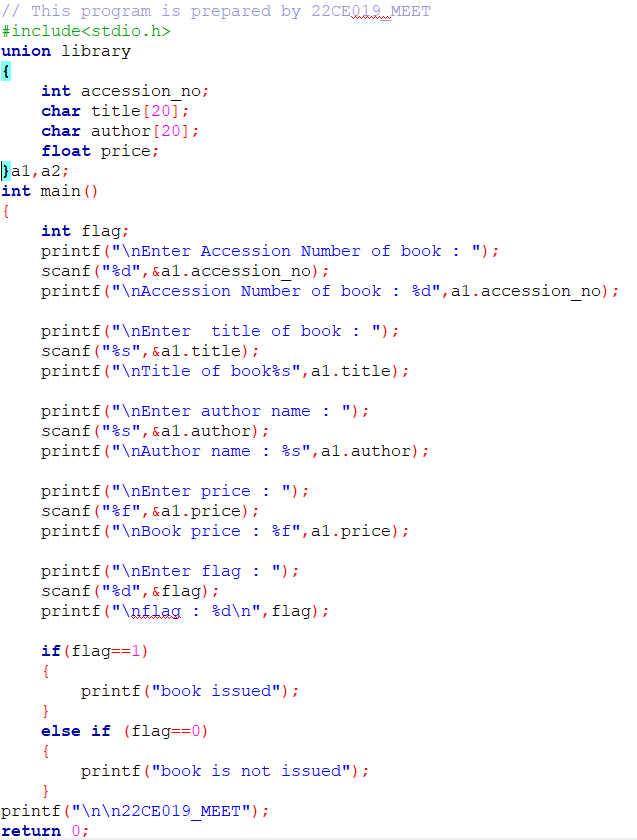 // This program is prepared by 22CE019_MEET
#include<stdio.h>
union library
{
    int accession_no;
    char title[20];
    char author[20];
    float price;
}a1,a2;
int main()
{
    int flag;
    printf("\nEnter Accession Number of book : ");
    scanf("%d",&a1.accession_no);
    printf("\nAccession Number of book : %d",a1.accession_no);

    printf("\nEnter  title of book : ");
    scanf("%s",&a1.title);
    printf("\nTitle of book%s",a1.title);

    printf("\nEnter author name : ");
    scanf("%s",&a1.author);
    printf("\nAuthor name : %s",a1.author);

    printf("\nEnter price : ");
    scanf("%f",&a1.price);
    printf("\nBook price : %f",a1.price);

    printf("\nEnter flag : ");
    scanf("%d",&flag);
    printf("\nflag : %d\n",flag);

    if(flag==1)
    {
        printf("book issued");
    }
    else if (flag==0)
    {
        printf("book is not issued");
    }
printf("\n\n22CE019_MEET");
return 0;